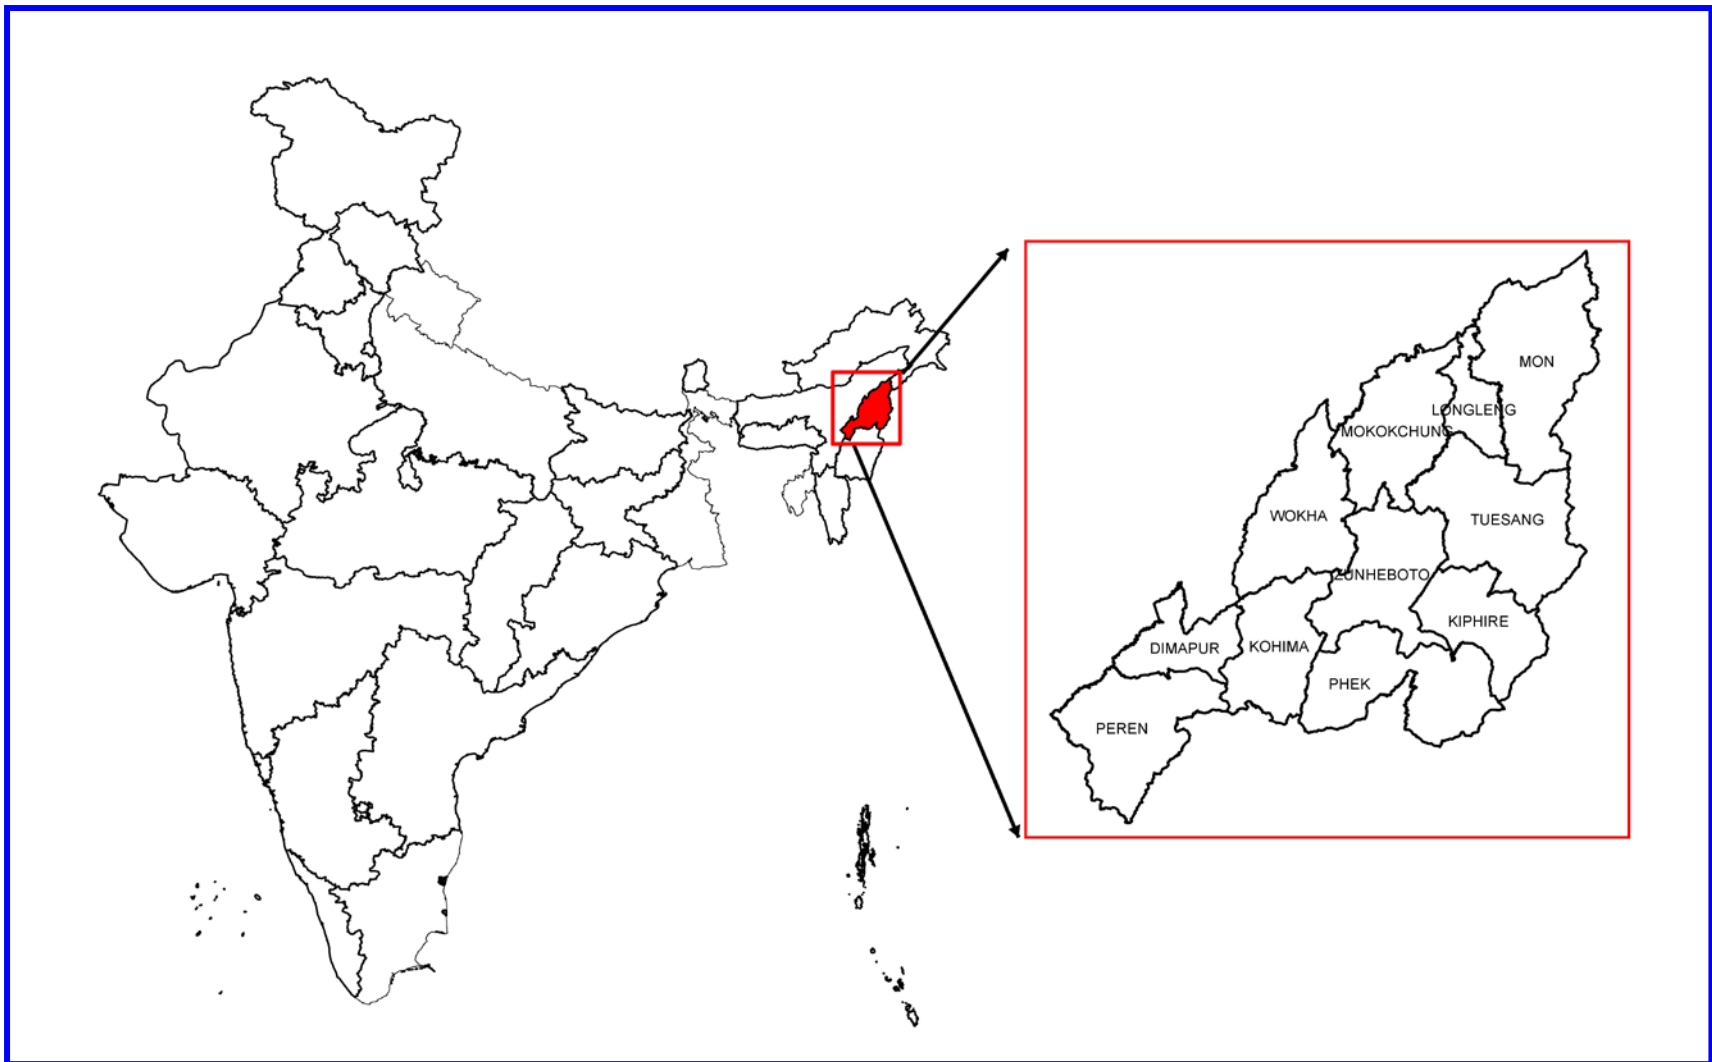 MON
LONGLENG
MOKOKCHUNG
WOKHA
TUESANG
ZUNHEBOTO
KIPHIRE
DIMAPUR
KOHIMA
PHEK
PEREN